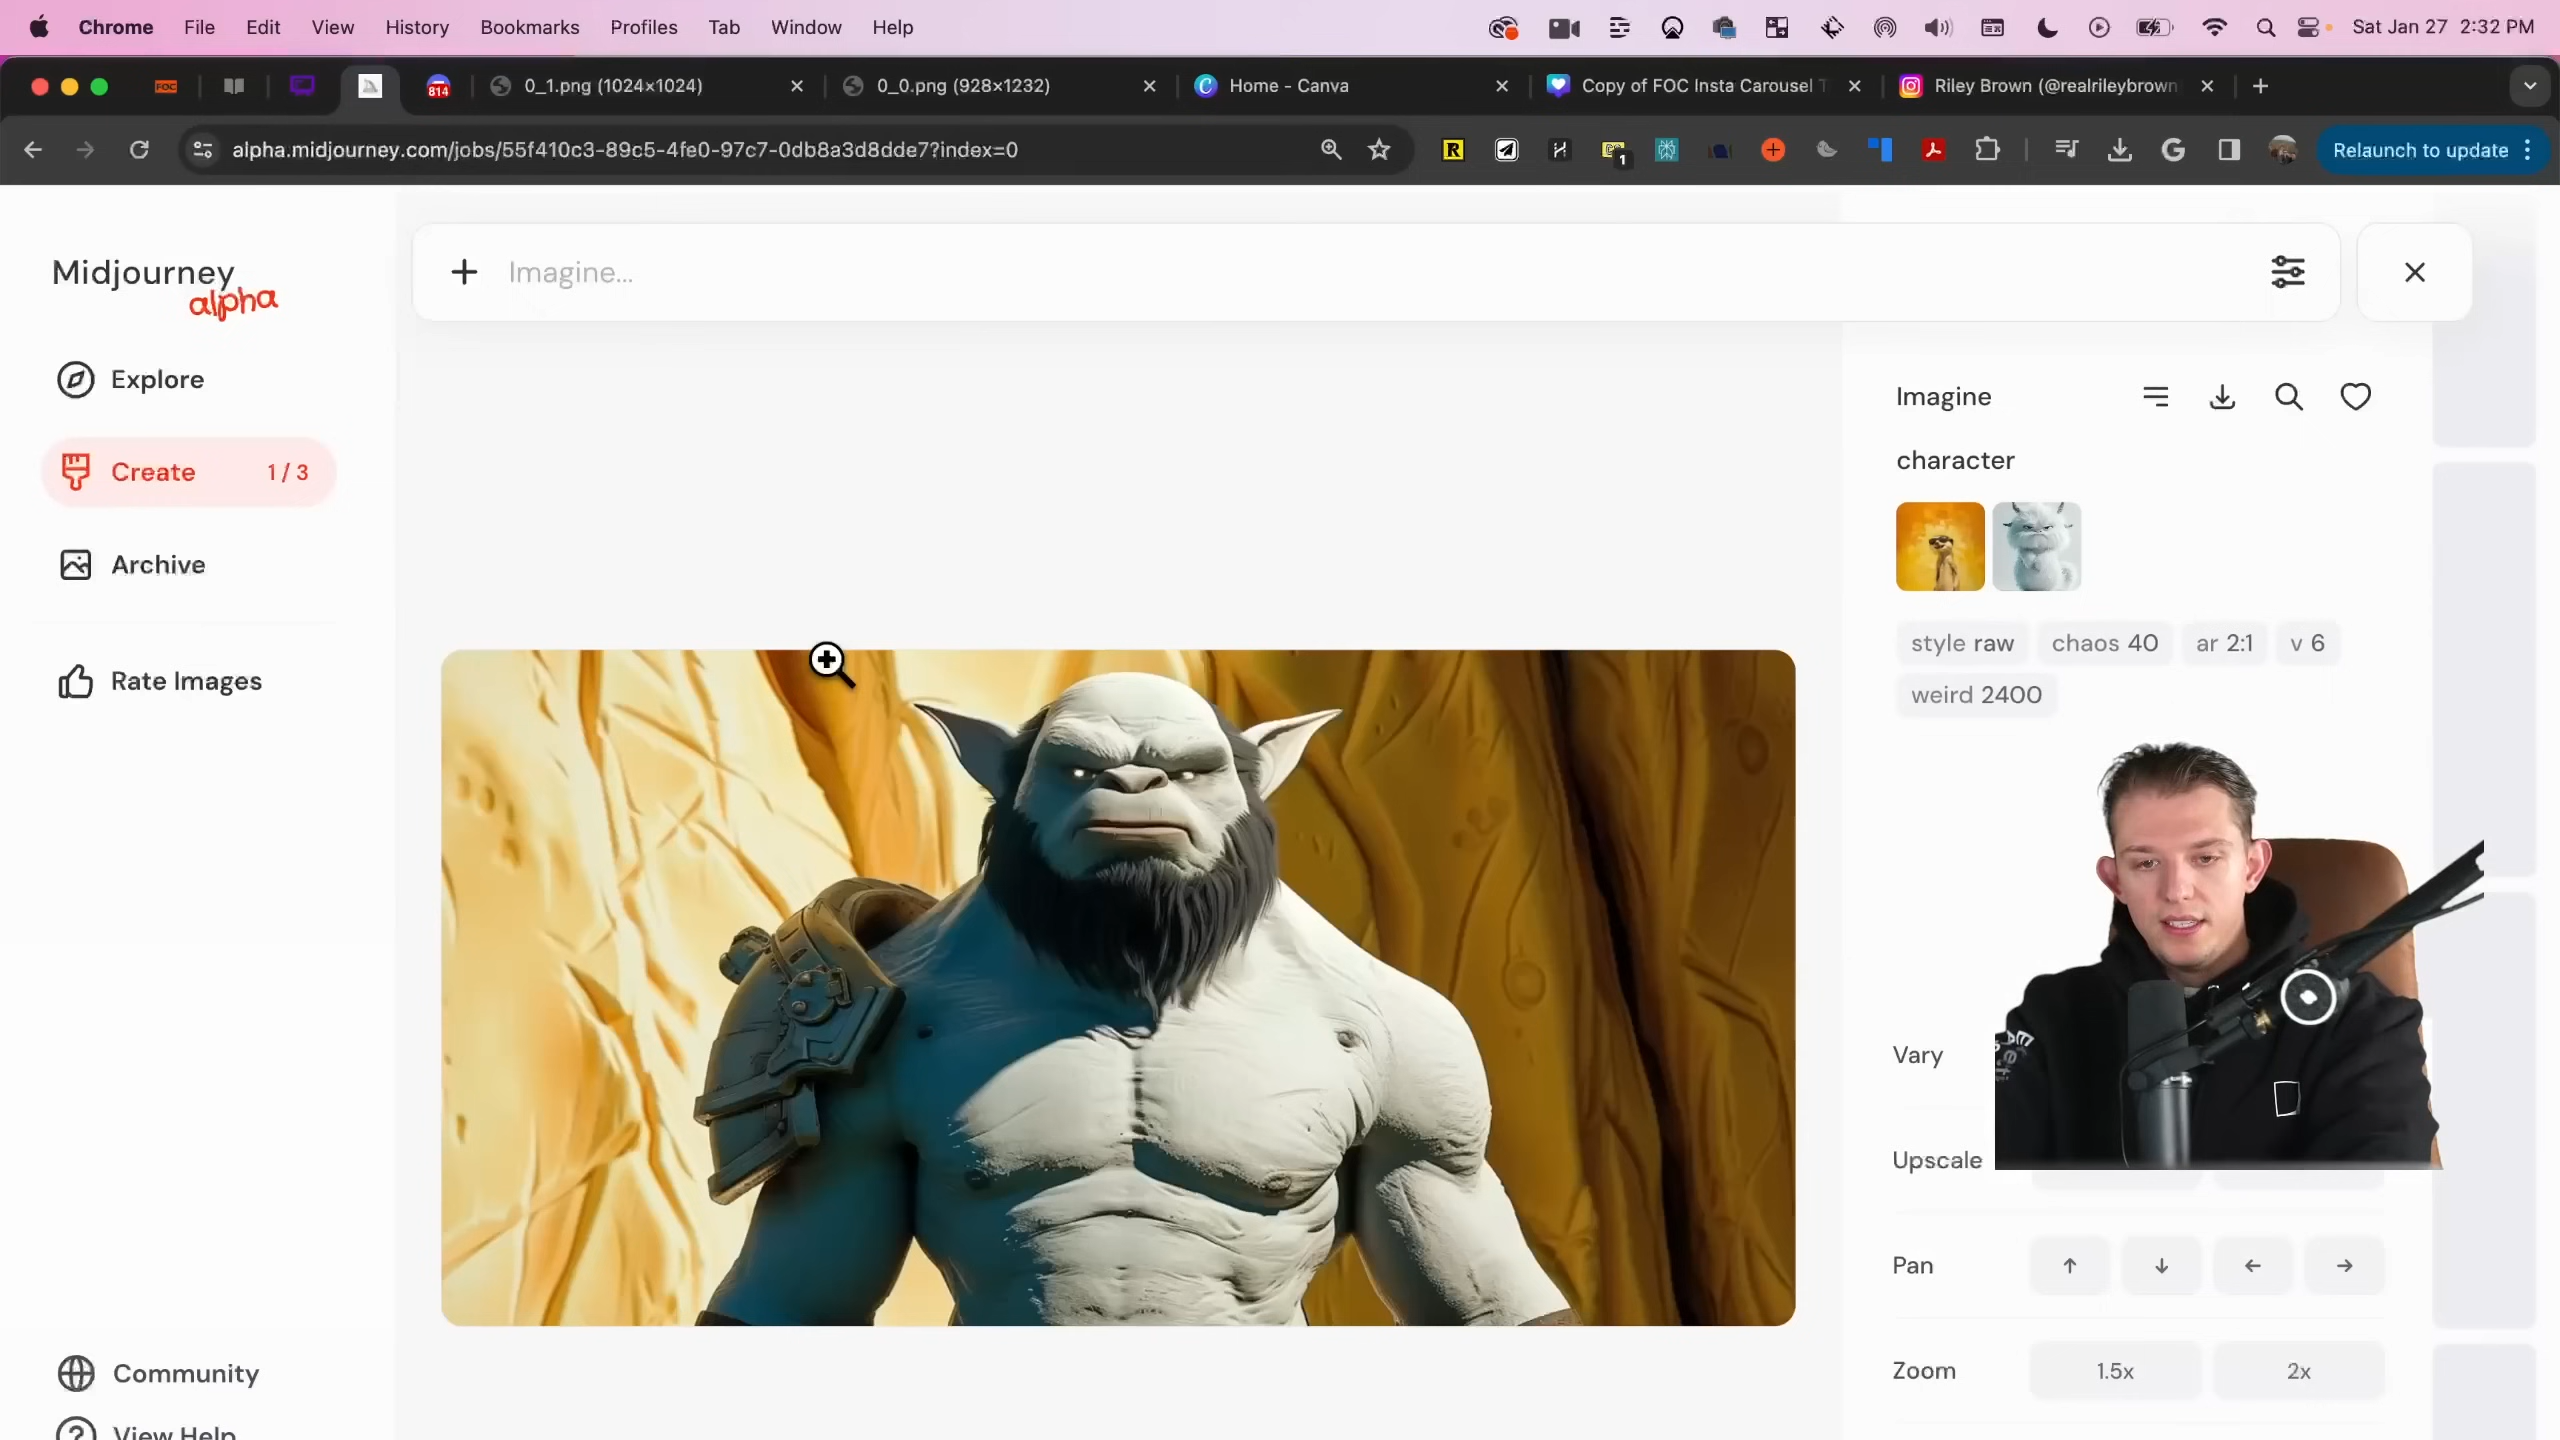 Chrome File Edit View History Bookmarks Profiles Tab Window Help Sat Jan 27 2:32 PM
FOC 814 0_1.png (1024×1024) 0_0.png (928×1232) Home - Canva Copy of FOC Insta Carousel T Riley Brown (@realrileybrown
alpha.midjourney.com/jobs/55f410c3-89c5-4fe0-97c7-0db8a3d8dde7?index=0 R 1 G Relaunch to update
Midjourney
alpha
Imagine...
Explore
Create 1 / 3
Archive
Rate Images
Community
View Help
Imagine
character
style raw chaos 40 ar 2:1 v 6
weird 2400
Vary
Upscale
Pan
Zoom 1.5x 2x